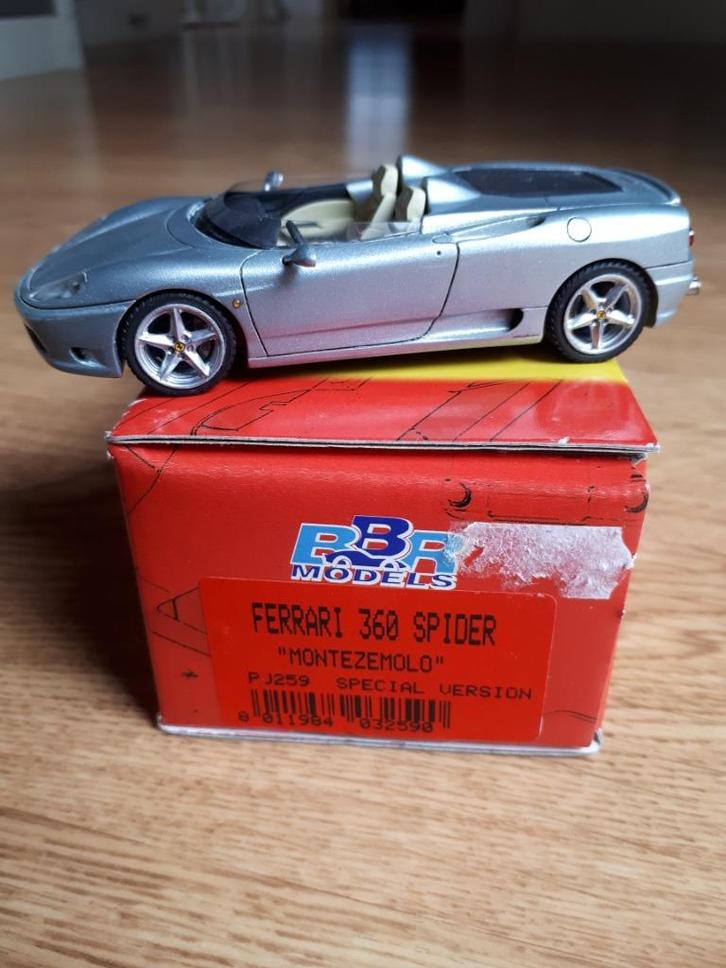 BBR
MODELS
FERRARI 360 SPIDER
"MONTEZEMOLO"
PJ259 SPECIAL VERSION
8 011984 032590